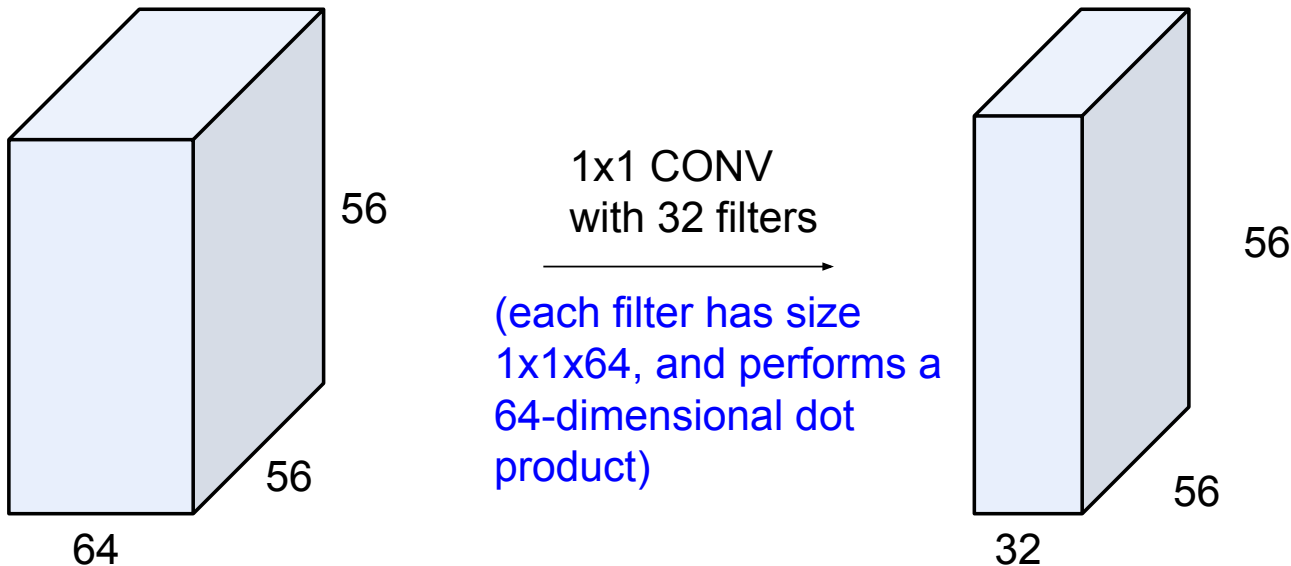 56
56
64
1x1 CONV
with 32 filters
(each filter has size
1x1x64, and performs a
64-dimensional dot
product)
56
56
32